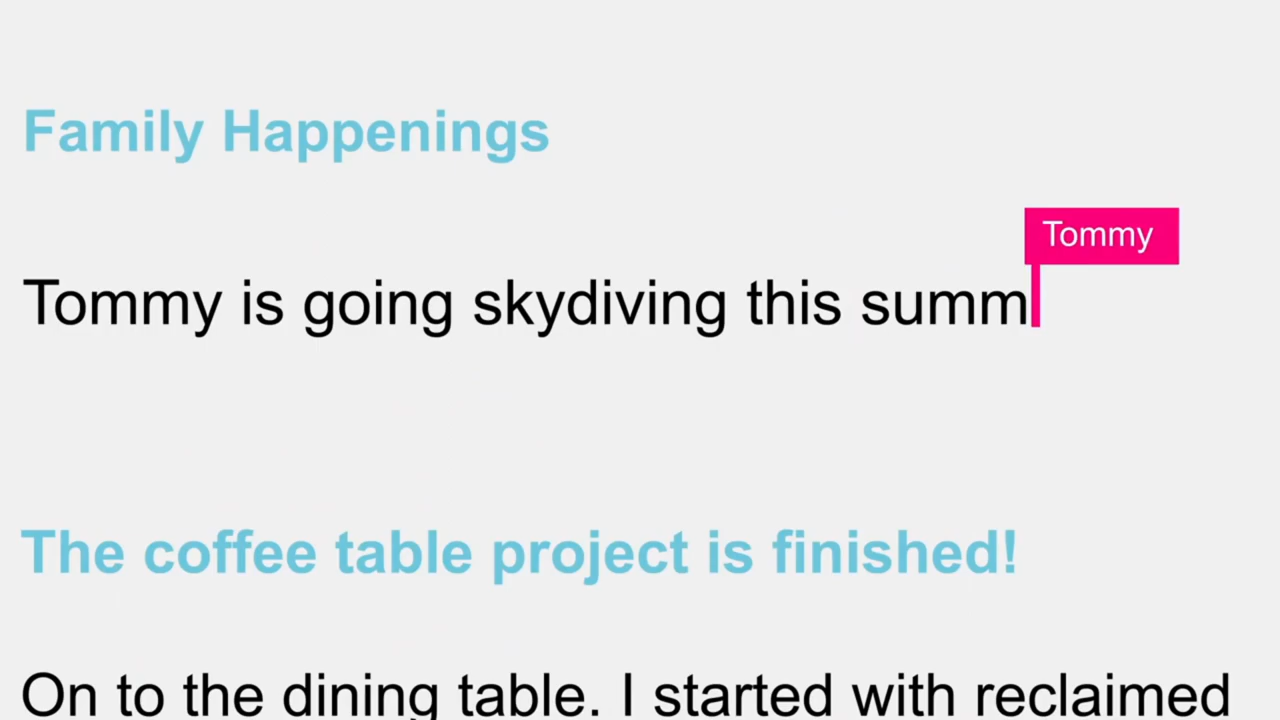 Family Happenings
Tommy
Tommy is going skydiving this summ
The coffee table project is finished!
On to the dining table. I started with reclaimed